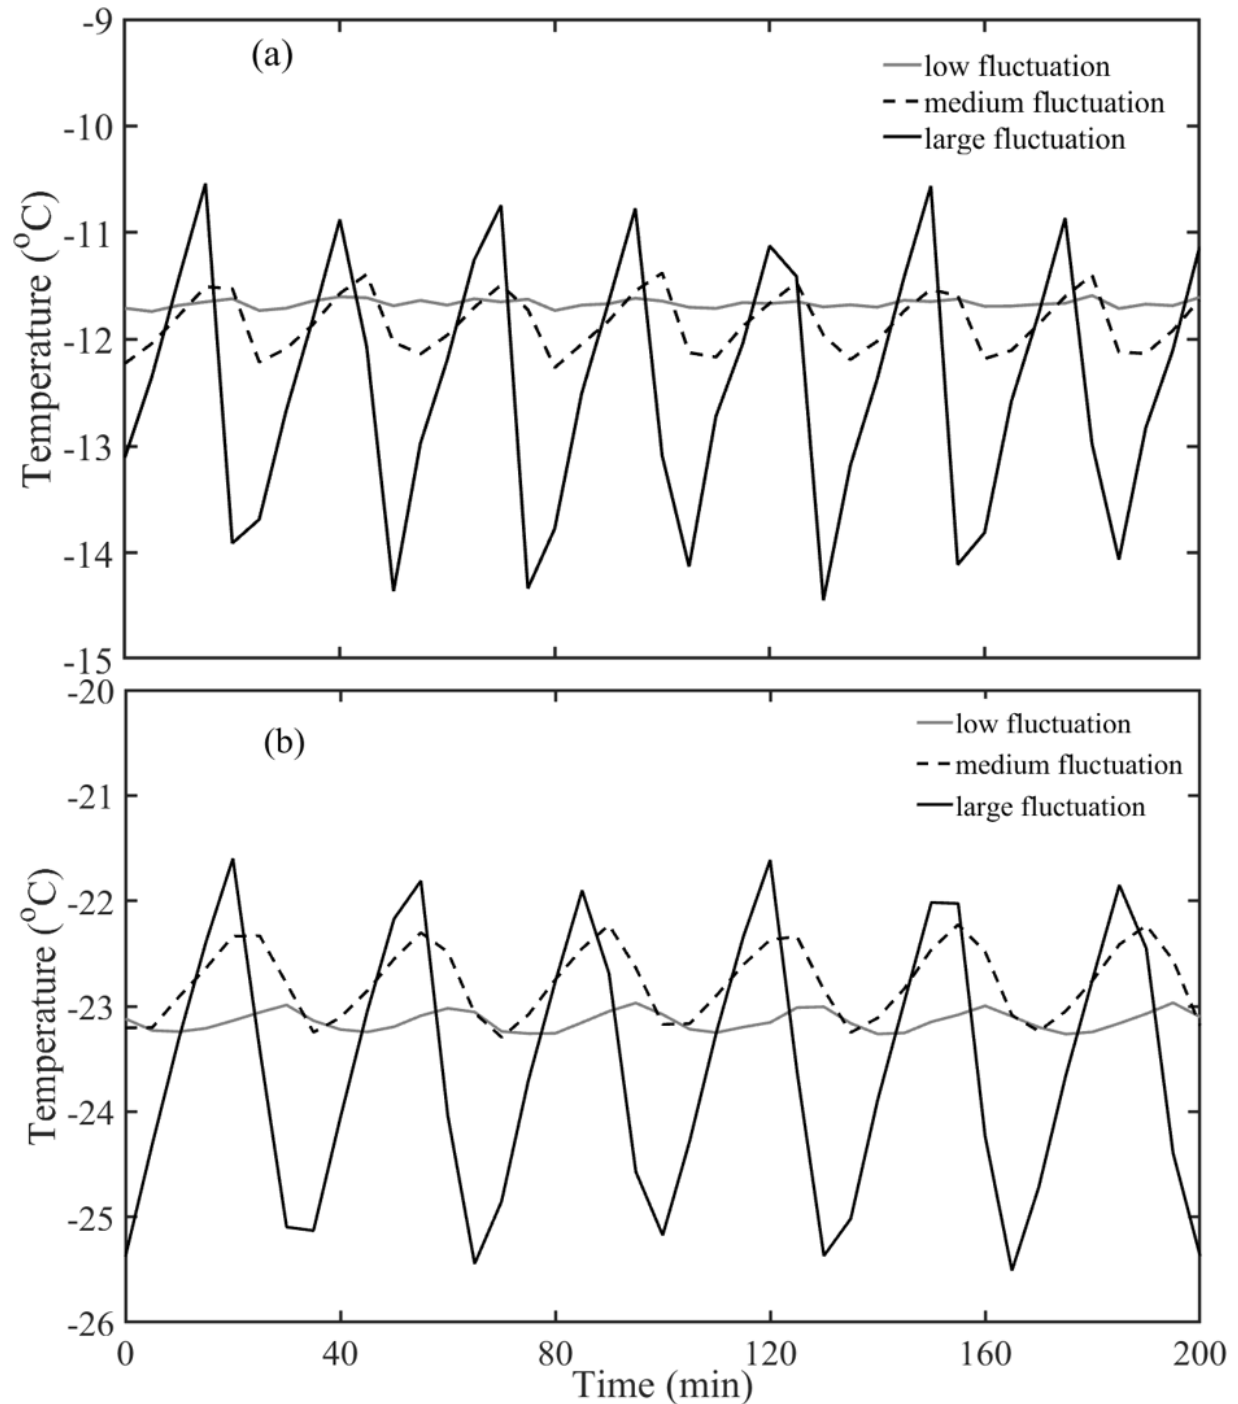 -9
(a)
low fluctuation
medium fluctuation
large fluctuation
-10
-11
-12
-13
-14
-15
Temperature (°C)
-20
(b)
low fluctuation
medium fluctuation
large fluctuation
-21
-22
-23
-24
-25
-26
Temperature (°C)
0 40 80 120 160 200
Time (min)